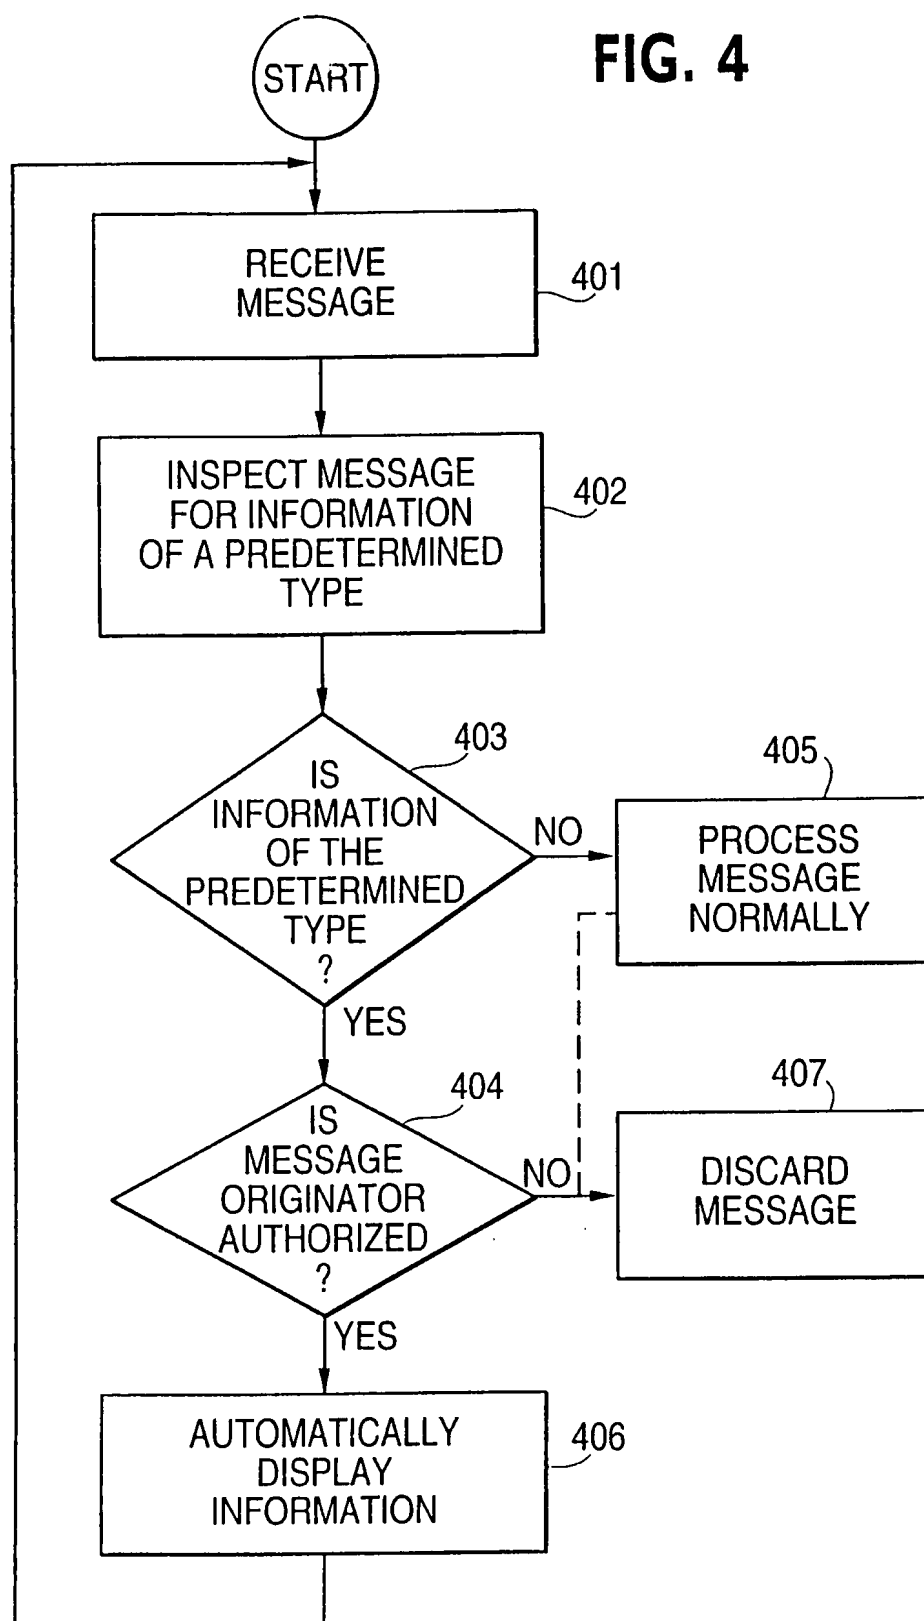 FIG. 4
START
RECEIVE
MESSAGE
401
INSPECT MESSAGE
FOR INFORMATION
OF A PREDETERMINED
TYPE
402
403
IS
INFORMATION
OF THE
PREDETERMINED
TYPE
?
NO
405
PROCESS
MESSAGE
NORMALLY
YES
404
IS
MESSAGE
ORIGINATOR
AUTHORIZED
?
NO
407
DISCARD
MESSAGE
YES
AUTOMATICALLY
DISPLAY
INFORMATION
406